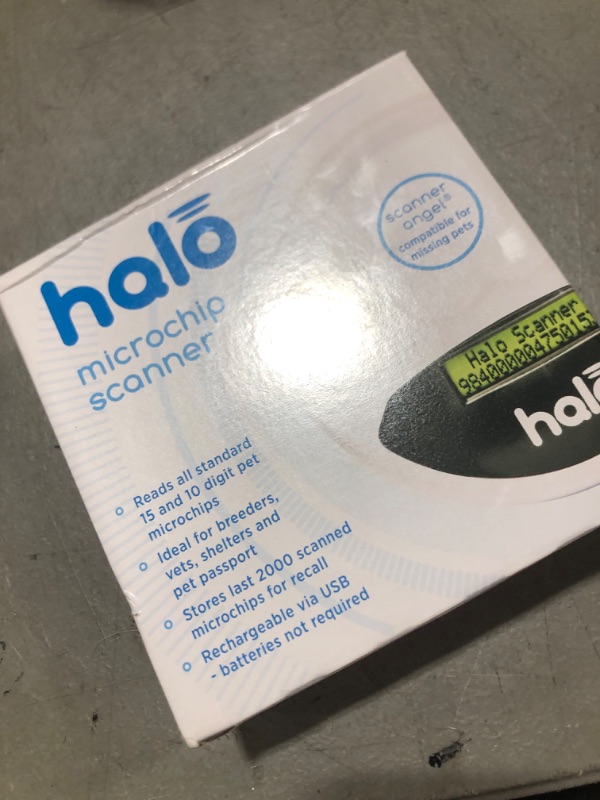 halo
microchip
scanner
scanner
angel®
compatible for
missing pets
Halo Scanner
halo
Reads all standard
15 and 10 digit pet
microchips
Ideal for breeders,
vets, shelters and
pet passport
Stores last 2000 scanned
microchips for recall
Rechargeable via USB
- batteries not required